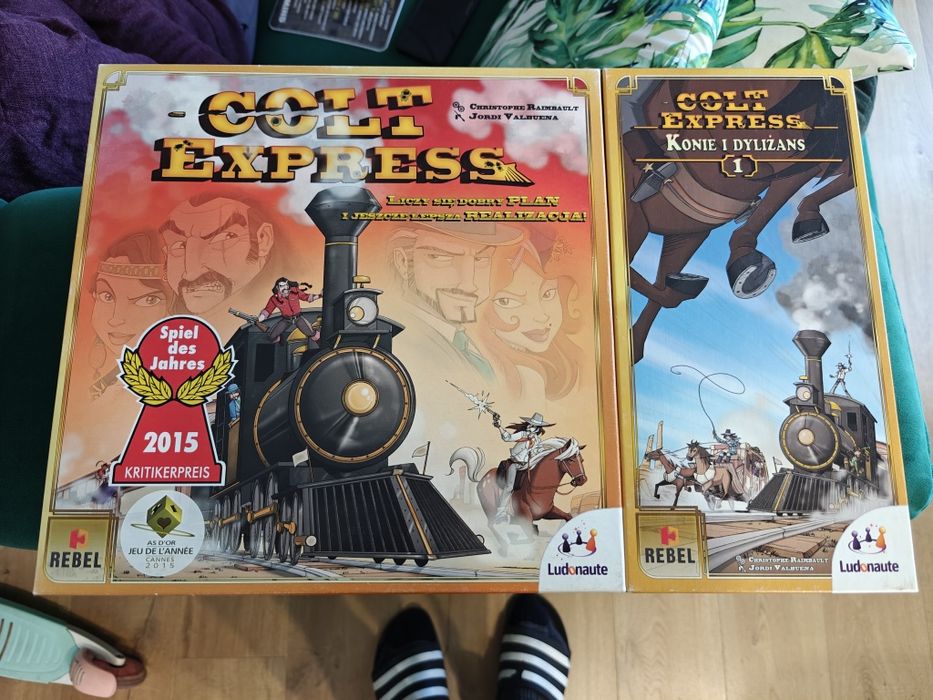 COLT
EXPRESS
CHRISTOPHE RAIMBAULT
JORDI VALBUENA
LICZY SIĘ DOBRY PLAN
I JESZCZE LEPSZA REALIZACJA!
Spiel
des
Jahres
2015
KRITIKERPREIS
AS D'OR
JEU DE L'ANNÉE
CANNES
2015
REBEL
Ludonaute
COLT
EXPRESS
KONIE I DYLIŻANS
1
REBEL
CHRISTOPHE RAIMBAULT
JORDI VALBUENA
Ludonaute